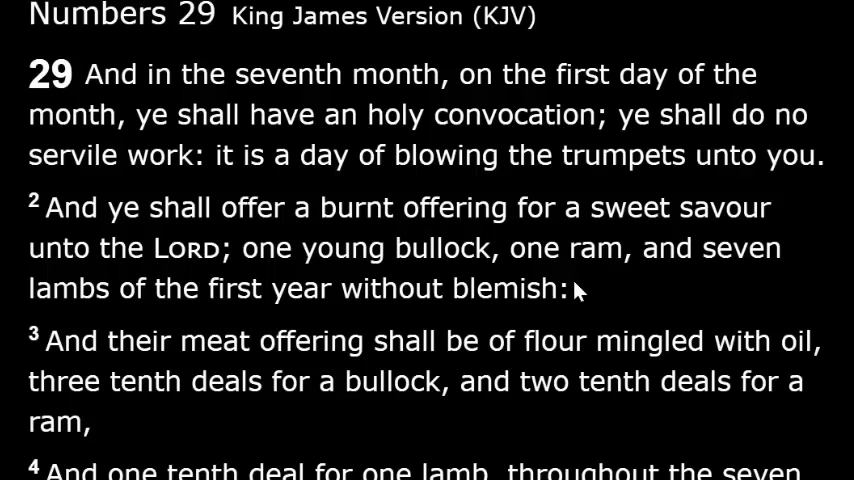 Numbers 29 King James Version (KJV)
29 And in the seventh month, on the first day of the
month, ye shall have an holy convocation; ye shall do no
servile work: it is a day of blowing the trumpets unto you.
2 And ye shall offer a burnt offering for a sweet savour
unto the LORD; one young bullock, one ram, and seven
lambs of the first year without blemish:
3 And their meat offering shall be of flour mingled with oil,
three tenth deals for a bullock, and two tenth deals for a
ram,
4 And one tenth deal for one lamb, throughout the seven